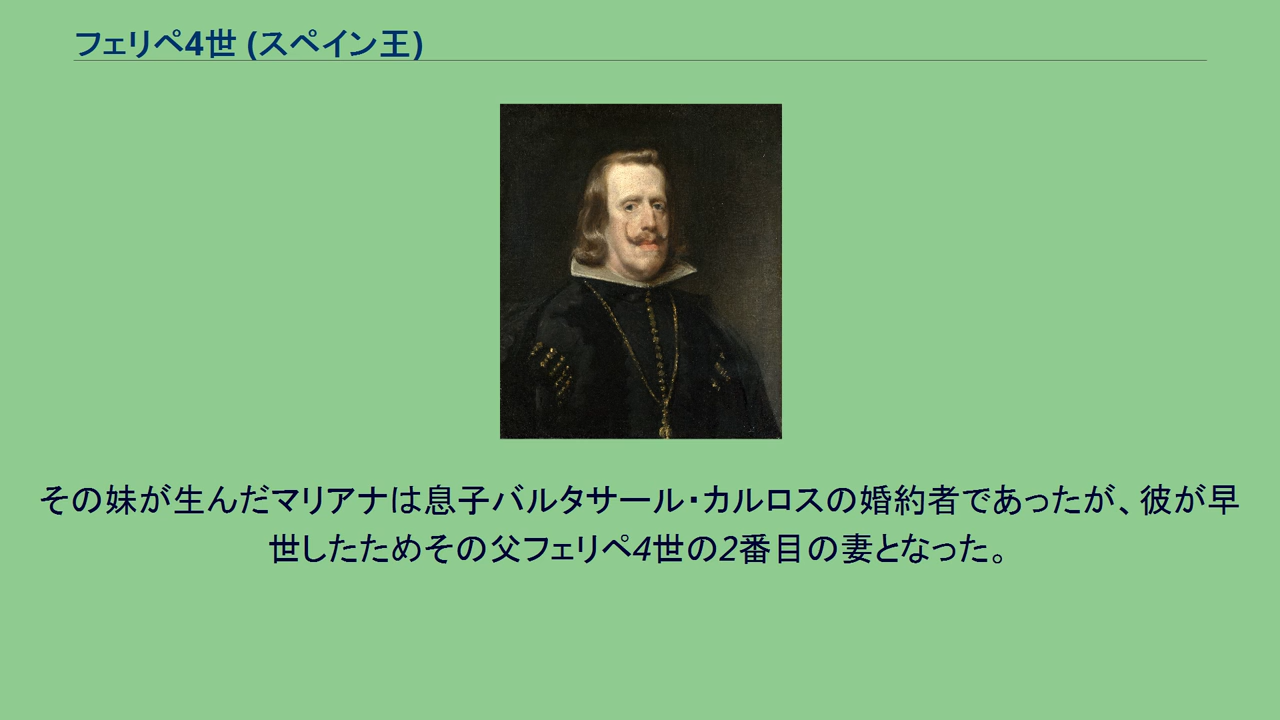 フェリペ4世 (スペイン王)
その妹が生んだマリアナは息子バルタサール・カルロスの婚約者であったが、彼が早
世したためその父フェリペ4世の2番目の妻となった。